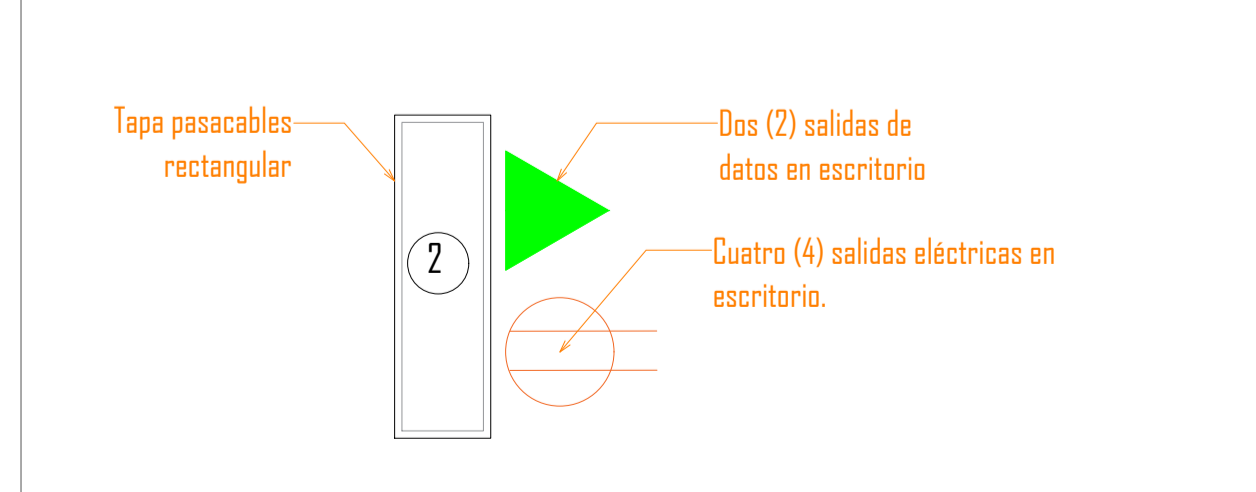 Tapa pasacables
rectangular
2
Dos (2) salidas de
datos en escritorio
Cuatro (4) salidas eléctricas en
escritorio.